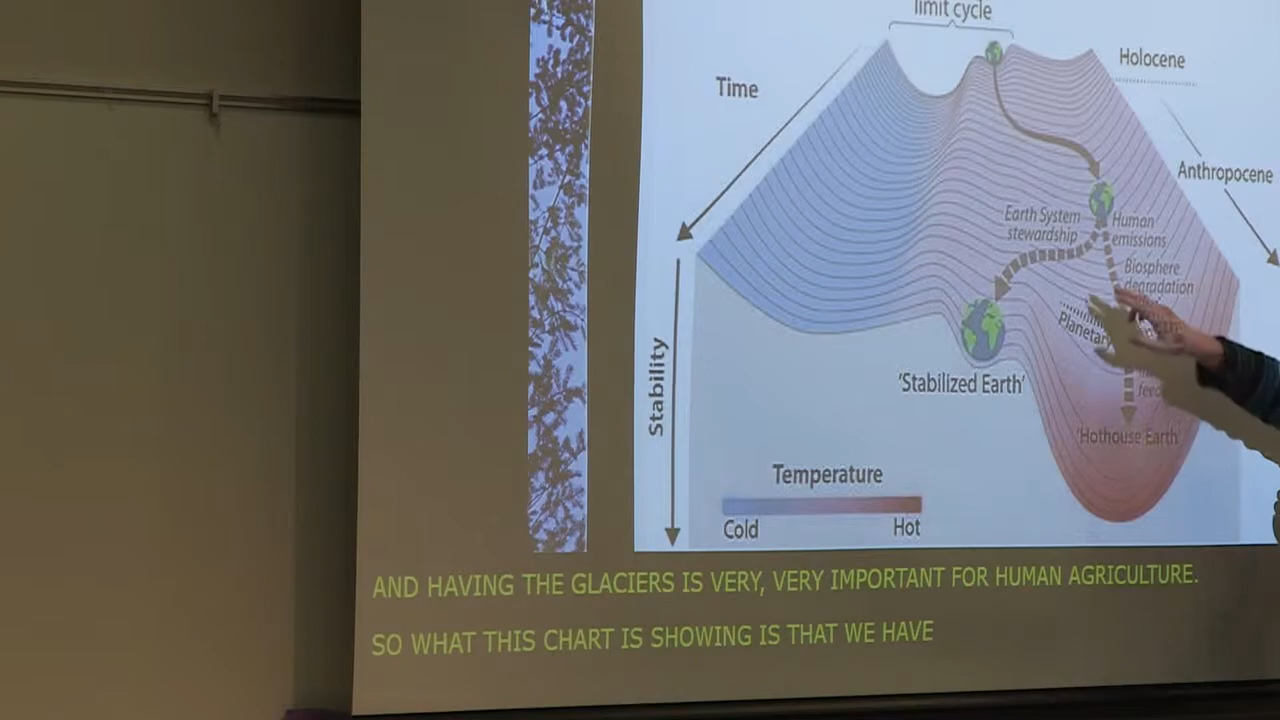 limit cycle
Holocene
Time
Anthropocene
Earth System
stewardship
Human
emissions
Biosphere
degradation
Planetary
Stability
'Stabilized Earth'
'Hothouse Earth'
Temperature
Cold
Hot
AND HAVING THE GLACIERS IS VERY, VERY IMPORTANT FOR HUMAN AGRICULTURE.
SO WHAT THIS CHART IS SHOWING IS THAT WE HAVE